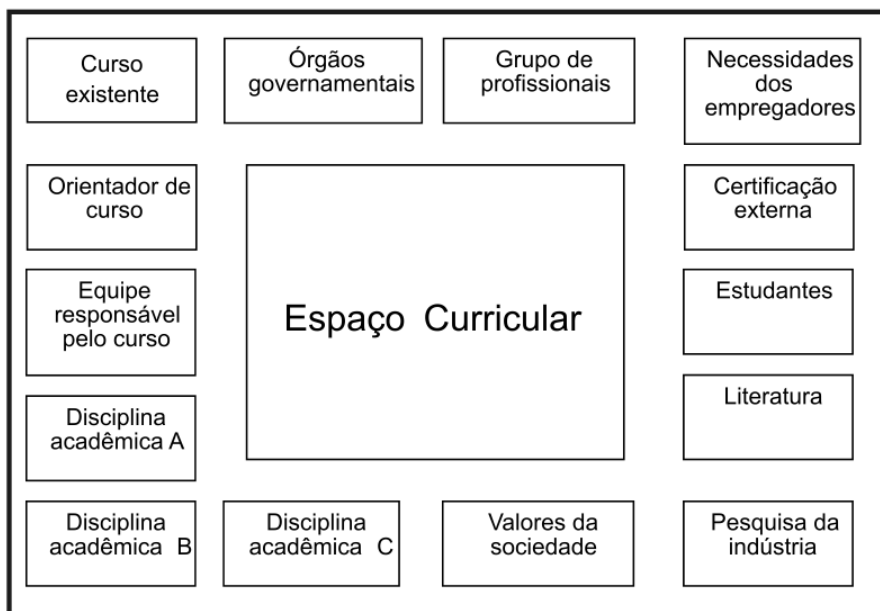 Curso
existente
Órgãos
governamentais
Grupo de
profissionais
Necessidades
dos
empregadores
Orientador de
curso
Certificação
externa
Equipe
responsável
pelo curso
Espaço Curricular
Estudantes
Literatura
Disciplina
acadêmica A
Disciplina
acadêmica B
Disciplina
acadêmica C
Valores da
sociedade
Pesquisa da
indústria